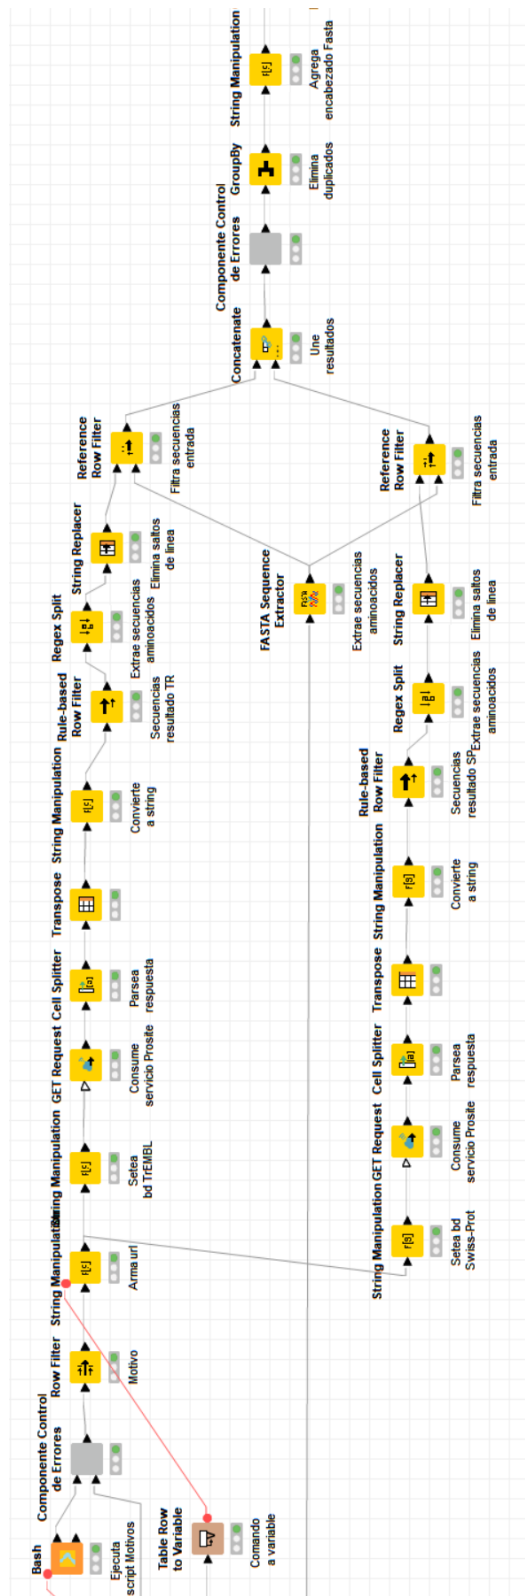 Bash
Ejecuta
script Motivos
Componente Control
de Errores
Table Row
to Variable
Comando
a variable
Row Filter
Motivo
String Manipulation
Arma url
String Manipulation
Setea
bd TrEMBL
GET Request
Consume
servicio Prosite
Cell Splitter
Parsea
respuesta
Transpose
String Manipulation
Convierte
a string
Rule-based
Row Filter
Secuencias
resultado TR
Regex Split
Extrae secuencias
aminoacidos
String Replacer
Elimina saltos
de linea
Reference
Row Filter
Filtra secuencias
entrada
String Manipulation
Setea bd
Swiss-Prot
GET Request
Consume
servicio Prosite
Cell Splitter
Parsea
respuesta
Transpose
String Manipulation
Convierte
a string
Rule-based
Row Filter
Secuencias
resultado SP
Regex Split
Extrae secuencias
aminoacidos
String Replacer
Elimina saltos
de linea
FASTA Sequence
Extractor
Extrae secuencias
aminoacidos
Reference
Row Filter
Filtra secuencias
entrada
Concatenate
Une
resultados
Componente Control
de Errores
GroupBy
Elimina
duplicados
String Manipulation
Agrega
encabezado Fasta